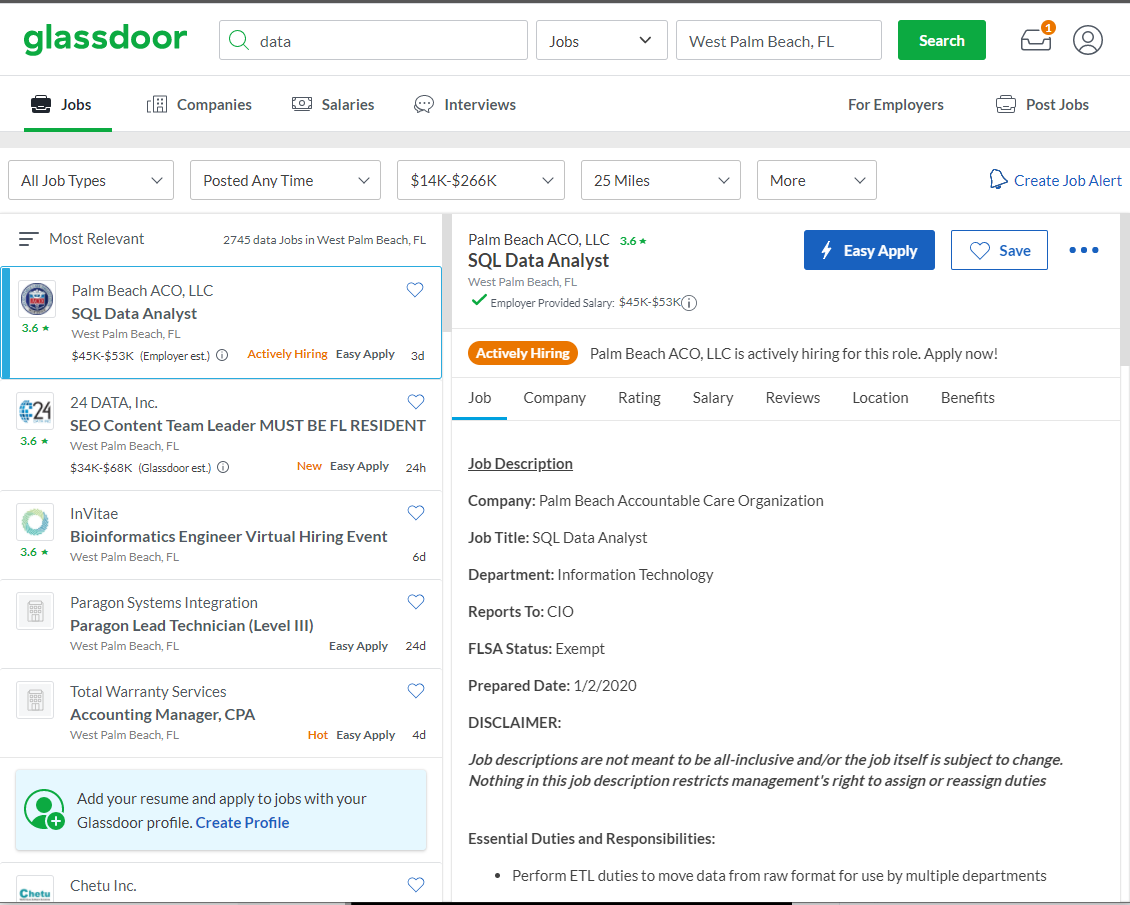 glassdoor
data
Jobs
West Palm Beach, FL
Search
1
Jobs
Companies
Salaries
Interviews
For Employers
Post Jobs
All Job Types
Posted Any Time
$14K-$266K
25 Miles
More
Create Job Alert
Most Relevant
2745 data Jobs in West Palm Beach, FL
Palm Beach ACO, LLC
SQL Data Analyst
3.6 ★
West Palm Beach, FL
$45K-$53K (Employer est.)
Actively Hiring Easy Apply 3d
24
24 DATA, Inc.
SEO Content Team Leader MUST BE FL RESIDENT
3.6 ★
West Palm Beach, FL
$34K-$68K (Glassdoor est.)
New Easy Apply 24h
InVitae
Bioinformatics Engineer Virtual Hiring Event
3.6 ★
West Palm Beach, FL
6d
Paragon Systems Integration
Paragon Lead Technician (Level III)
West Palm Beach, FL
Easy Apply 24d
Total Warranty Services
Accounting Manager, CPA
West Palm Beach, FL
Hot Easy Apply 4d
Add your resume and apply to jobs with your
Glassdoor profile. Create Profile
Chetu
Chetu Inc.
Palm Beach ACO, LLC 3.6 ★
SQL Data Analyst
West Palm Beach, FL
Employer Provided Salary: $45K-$53K
Easy Apply
Save
Actively Hiring
Palm Beach ACO, LLC is actively hiring for this role. Apply now!
Job
Company
Rating
Salary
Reviews
Location
Benefits
Job Description
Company: Palm Beach Accountable Care Organization
Job Title: SQL Data Analyst
Department: Information Technology
Reports To: CIO
FLSA Status: Exempt
Prepared Date: 1/2/2020
DISCLAIMER:
Job descriptions are not meant to be all-inclusive and/or the job itself is subject to change.
Nothing in this job description restricts management's right to assign or reassign duties
Essential Duties and Responsibilities:
• Perform ETL duties to move data from raw format for use by multiple departments